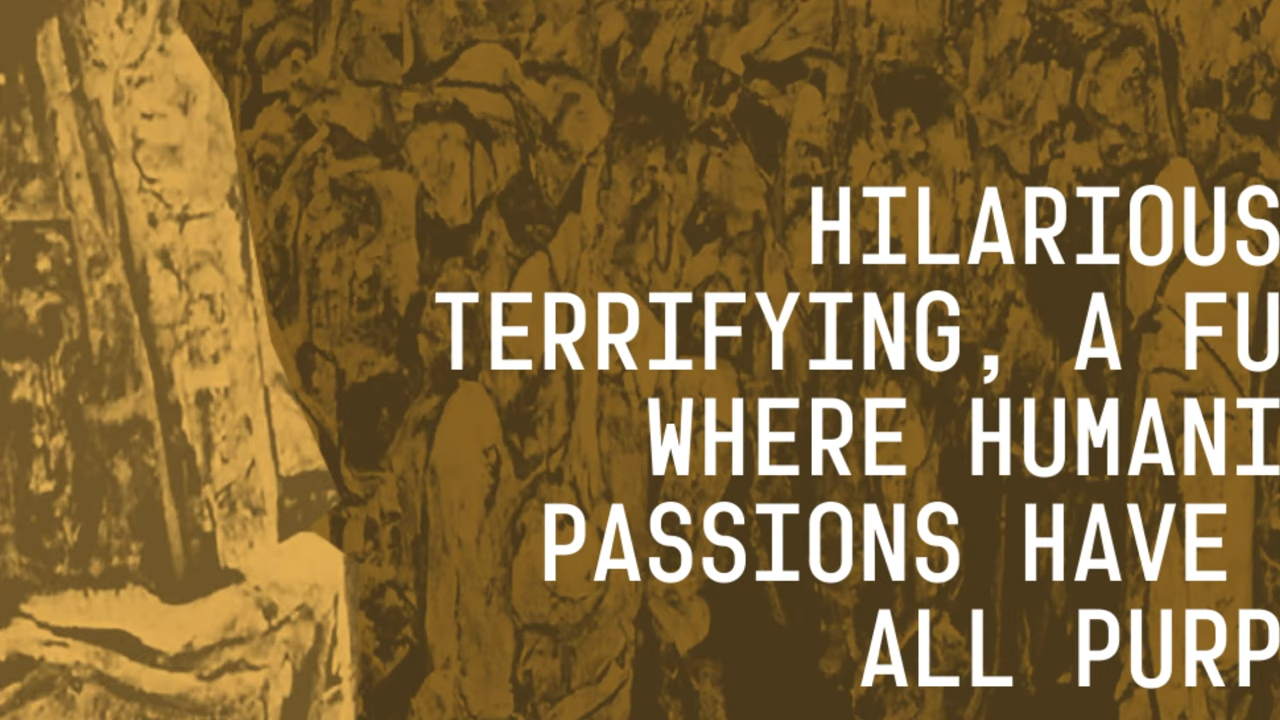 HILARIOUS
TERRIFYING, A FU
WHERE HUMANI
PASSIONS HAVE
ALL PURP